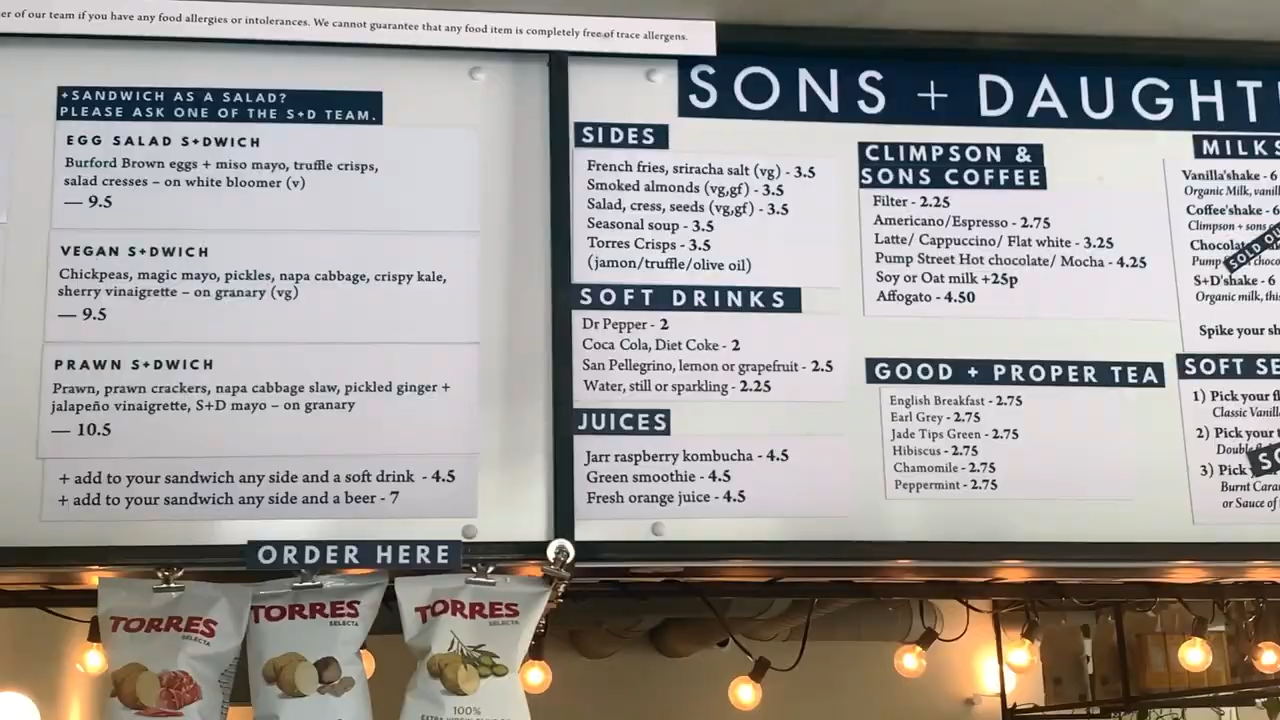 er of our team if you have any food allergies or intolerances. We cannot guarantee that any food item is completely free of trace allergens.
+SANDWICH AS A SALAD?
PLEASE ASK ONE OF THE S+D TEAM.
EGG SALAD S+DWICH
Burford Brown eggs + miso mayo, truffle crisps,
salad cresses – on white bloomer (v)
— 9.5
VEGAN S+DWICH
Chickpeas, magic mayo, pickles, napa cabbage, crispy kale,
sherry vinaigrette – on granary (vg)
— 9.5
PRAWN S+DWICH
Prawn, prawn crackers, napa cabbage slaw, pickled ginger +
jalapeño vinaigrette, S+D mayo – on granary
— 10.5
+ add to your sandwich any side and a soft drink - 4.5
+ add to your sandwich any side and a beer - 7
ORDER HERE
SONS + DAUGHT
SIDES
French fries, sriracha salt (vg) - 3.5
Smoked almonds (vg,gf) - 3.5
Salad, cress, seeds (vg,gf) - 3.5
Seasonal soup - 3.5
Torres Crisps - 3.5
(jamon/truffle/olive oil)
SOFT DRINKS
Dr Pepper - 2
Coca Cola, Diet Coke - 2
San Pellegrino, lemon or grapefruit - 2.5
Water, still or sparkling - 2.25
JUICES
Jarr raspberry kombucha - 4.5
Green smoothie - 4.5
Fresh orange juice - 4.5
CLIMPSON &
SONS COFFEE
Filter - 2.25
Americano/Espresso - 2.75
Latte/ Cappuccino/ Flat white - 3.25
Pump Street Hot chocolate/ Mocha - 4.25
Soy or Oat milk +25p
Affogato - 4.50
GOOD + PROPER TEA
English Breakfast - 2.75
Earl Grey - 2.75
Jade Tips Green - 2.75
Hibiscus - 2.75
Chamomile - 2.75
Peppermint - 2.75
MILKS
Vanilla'shake - 6
Organic Milk, vanil
Coffee'shake - 6
Climpson + sons
Chocolat
SOLD OU
Pump choco
S+D'shake - 6
Organic milk, thi
Spike your sh
SOFT SE
1) Pick your fl
Classic Vanill
2) Pick your t
Double
SO
3) Pick
Burnt Cara
or Sauce of
TORRES
SELECTA
TORRES
SELECTA
TORRES
SELECTA
100%